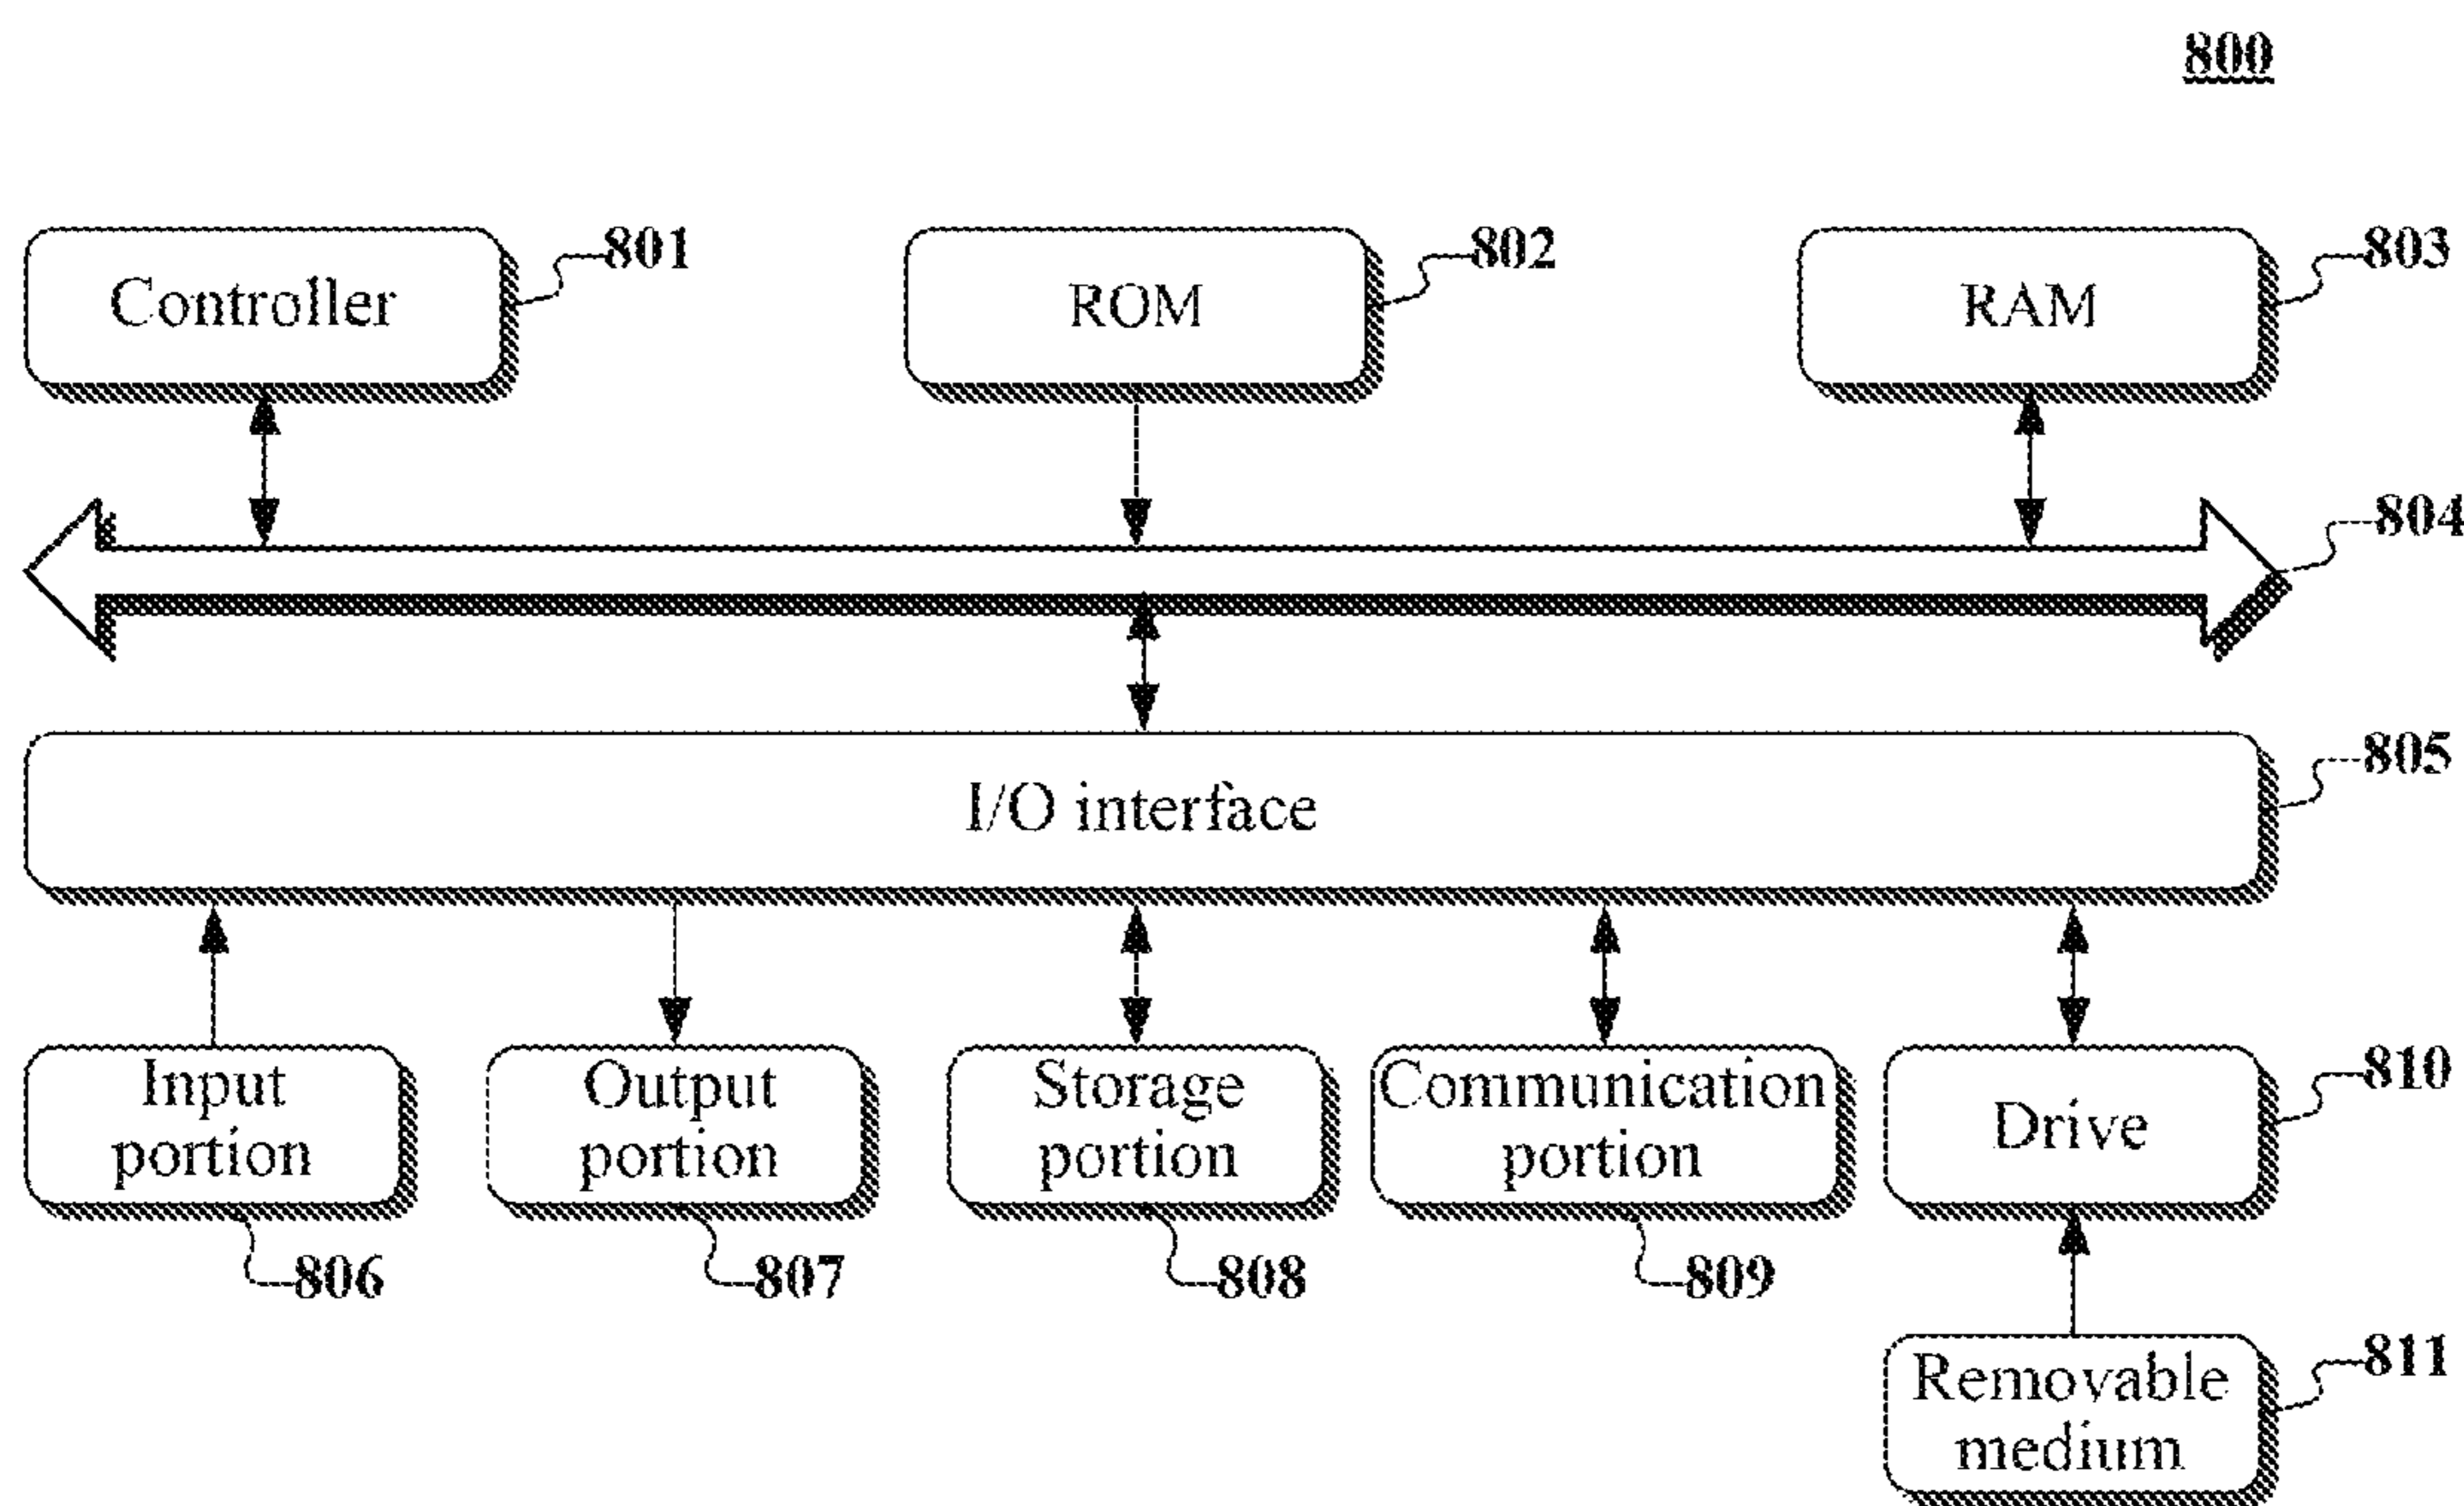 800
Controller
801
ROM
802
RAM
803
804
I/O interface
805
Input
portion
806
Output
portion
807
Storage
portion
808
Communication
portion
809
Drive
810
Removable
medium
811